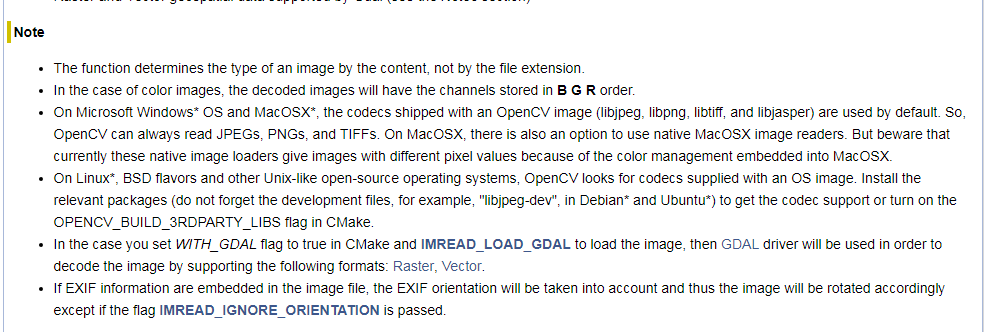 Note
• The function determines the type of an image by the content, not by the file extension.
• In the case of color images, the decoded images will have the channels stored in B G R order.
• On Microsoft Windows* OS and MacOSX*, the codecs shipped with an OpenCV image (libjpeg, libpng, libtiff, and libjasper) are used by default. So,
OpenCV can always read JPEGs, PNGs, and TIFFs. On MacOSX, there is also an option to use native MacOSX image readers. But beware that
currently these native image loaders give images with different pixel values because of the color management embedded into MacOSX.
• On Linux*, BSD flavors and other Unix-like open-source operating systems, OpenCV looks for codecs supplied with an OS image. Install the
relevant packages (do not forget the development files, for example, "libjpeg-dev", in Debian* and Ubuntu*) to get the codec support or turn on the
OPENCV_BUILD_3RDPARTY_LIBS flag in CMake.
• In the case you set WITH_GDAL flag to true in CMake and IMREAD_LOAD_GDAL to load the image, then GDAL driver will be used in order to
decode the image by supporting the following formats: Raster, Vector.
• If EXIF information are embedded in the image file, the EXIF orientation will be taken into account and thus the image will be rotated accordingly
except if the flag IMREAD_IGNORE_ORIENTATION is passed.